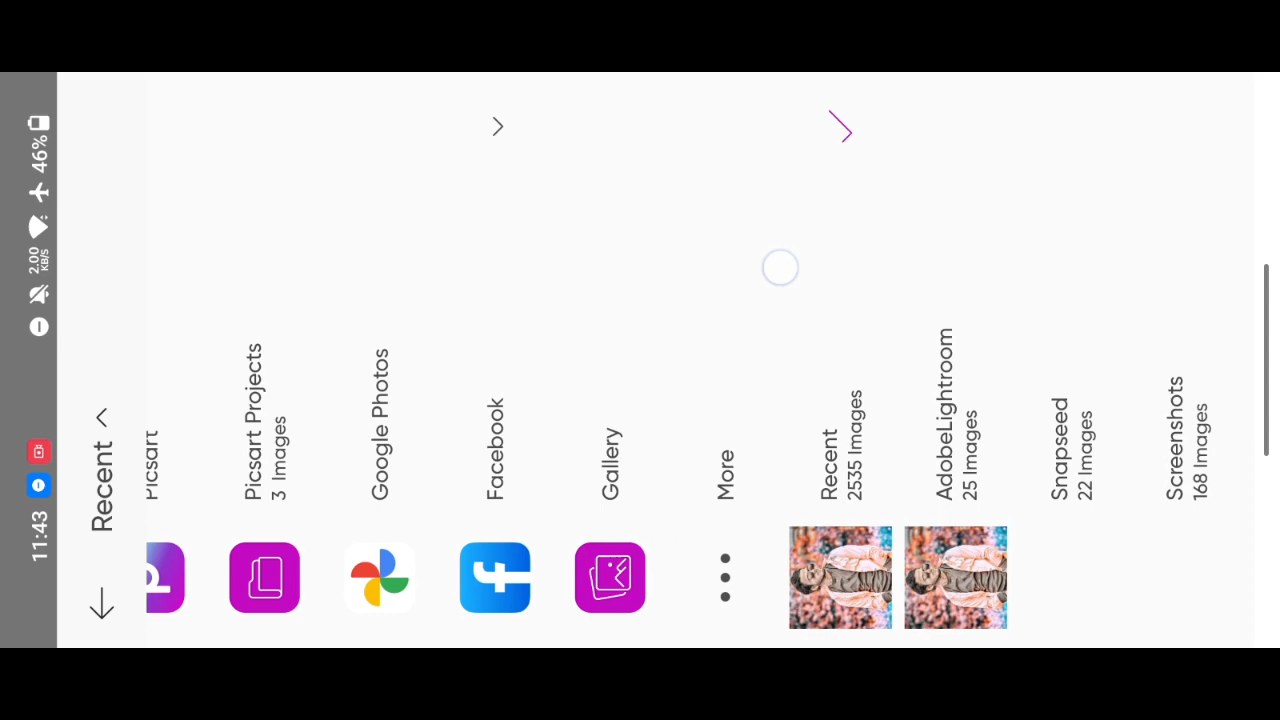 11:43
2.00
KB/S
46%
Recent
Picsart
Picsart Projects
3 Images
Google Photos
Facebook
Gallery
More
Recent
2535 Images
AdobeLightroom
25 Images
Snapseed
22 Images
Screenshots
168 Images